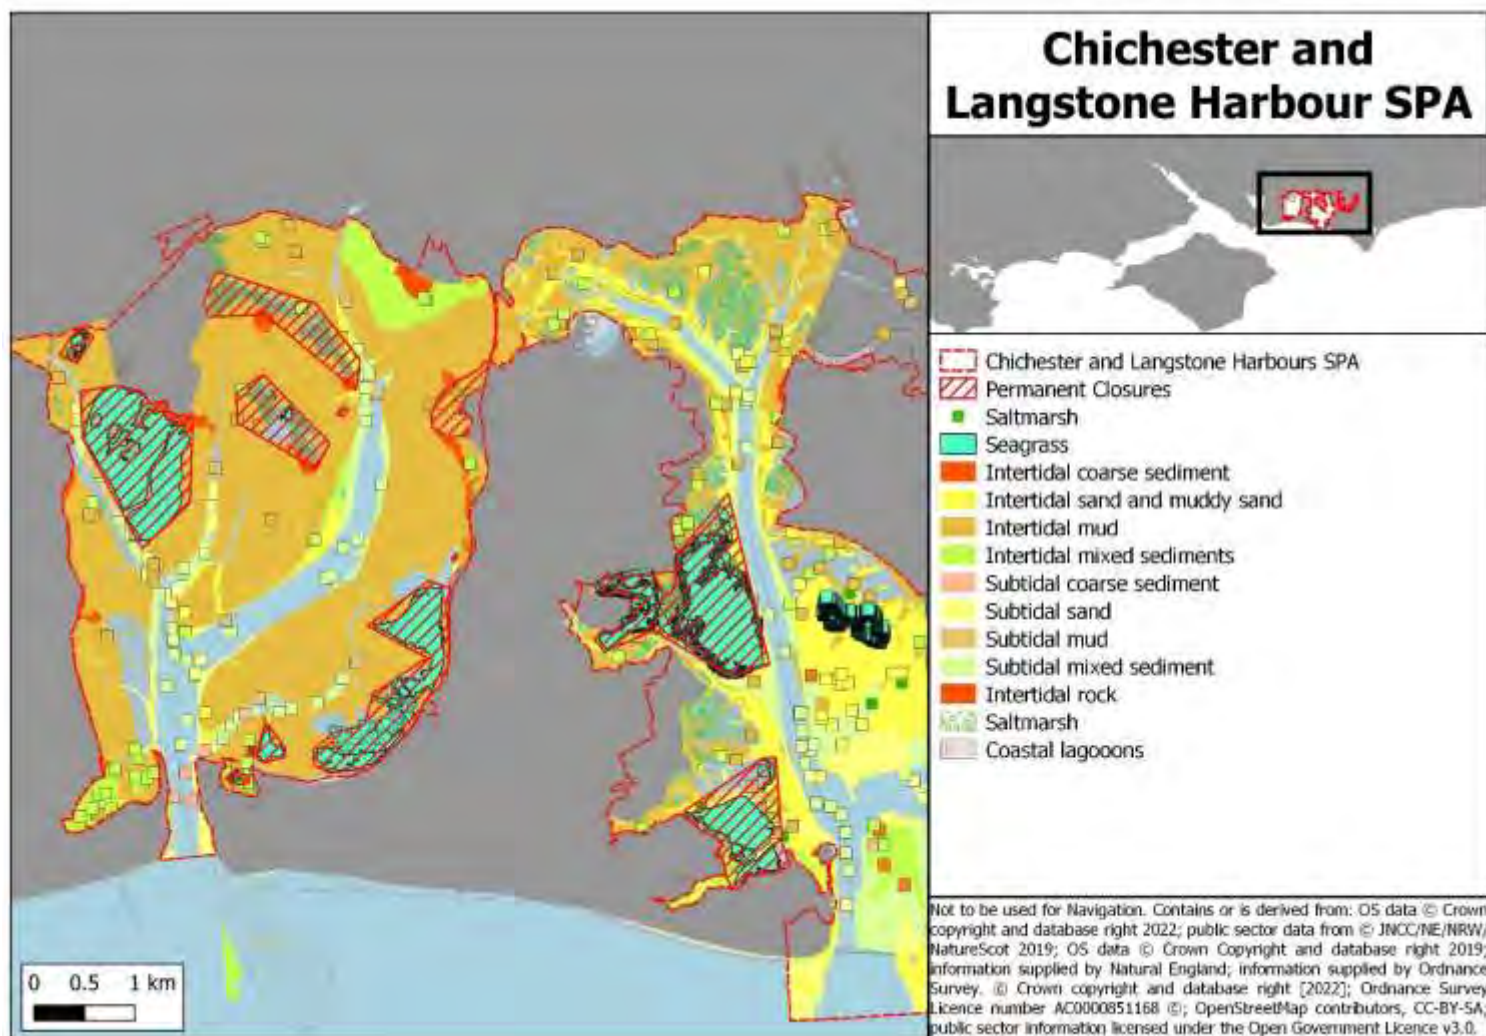 Chichester and
Langstone Harbour SPA
Chichester and Langstone Harbours SPA
Permanent Closures
Saltmarsh
Seagrass
Intertidal coarse sediment
Intertidal sand and muddy sand
Intertidal mud
Intertidal mixed sediments
Subtidal coarse sediment
Subtidal sand
Subtidal mud
Subtidal mixed sediment
Intertidal rock
Saltmarsh
Coastal lagooons
0 0.5 1 km
Not to be used for Navigation. Contains or is derived from: OS data © Crown
copyright and database right 2022; public sector data from © JNCC/NE/NRW/
NatureScot 2019; OS data © Crown Copyright and database right 2019;
information supplied by Natural England; information supplied by Ordnance
Survey. © Crown copyright and database right [2022]; Ordnance Survey
Licence number AC0000851168 ©; OpenStreetMap contributors, CC-BY-SA;
public sector information licensed under the Open Government Licence v3.0.